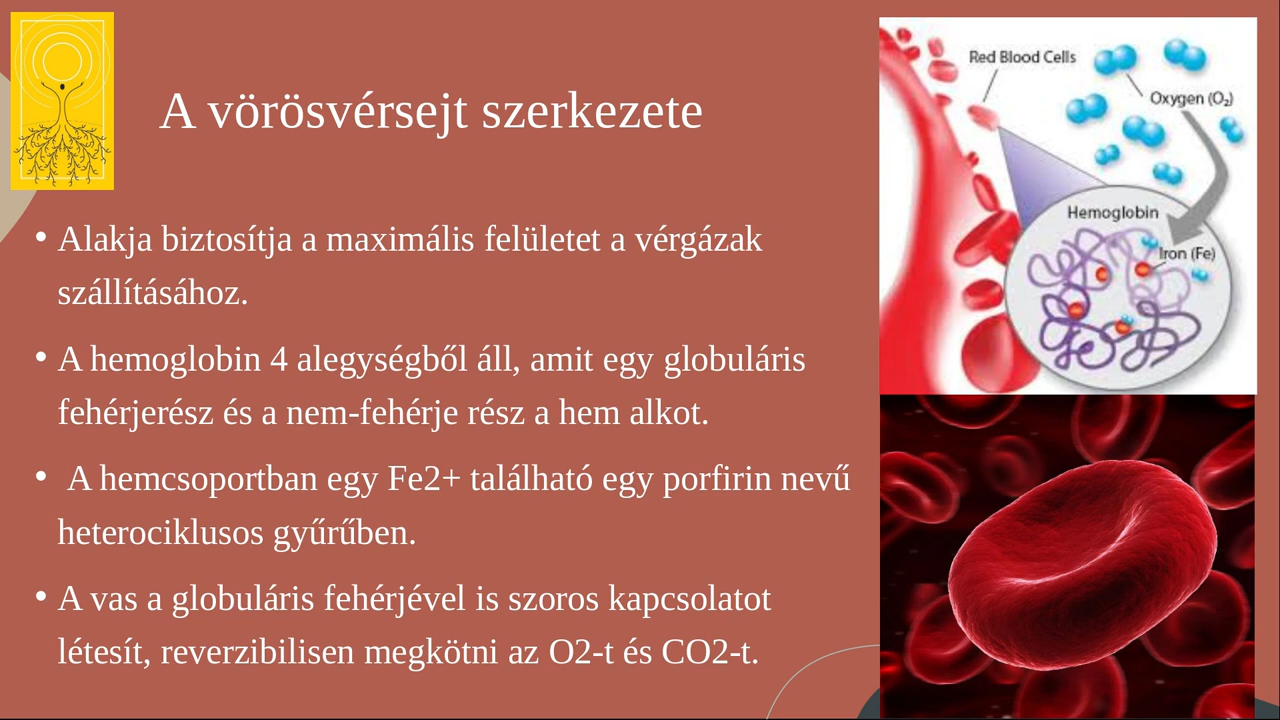 A vörösvérsejt szerkezete
• Alakja biztosítja a maximális felületet a vérgázak
szállításához.
• A hemoglobin 4 alegységből áll, amit egy globuláris
fehérjerész és a nem-fehérje rész a hem alkot.
• A hemcsoportban egy Fe2+ található egy porfirin nevű
heterociklusos gyűrűben.
• A vas a globuláris fehérjével is szoros kapcsolatot
létesít, reverzibilisen megkötni az O2-t és CO2-t.
Red Blood Cells
Oxygen (O₂)
Hemoglobin
Iron (Fe)